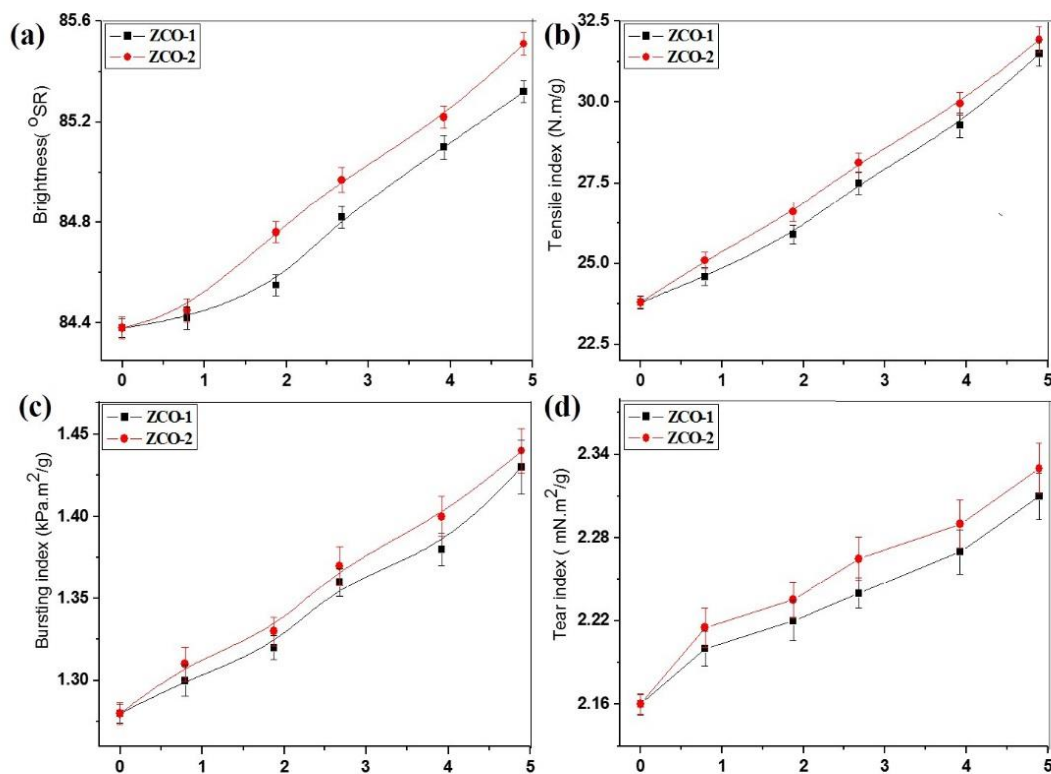 (a)
ZCO-1
ZCO-2
Brightness( °SR)
85.6
85.2
84.8
84.4
0 1 2 3 4 5
(b)
ZCO-1
ZCO-2
Tensile index (N.m/g)
32.5
30.0
27.5
25.0
22.5
0 1 2 3 4 5
(c)
ZCO-1
ZCO-2
Bursting index (kPa.m²/g)
1.45
1.40
1.35
1.30
0 1 2 3 4 5
(d)
ZCO-1
ZCO-2
Tear index ( mN.m²/g)
2.34
2.28
2.22
2.16
0 1 2 3 4 5